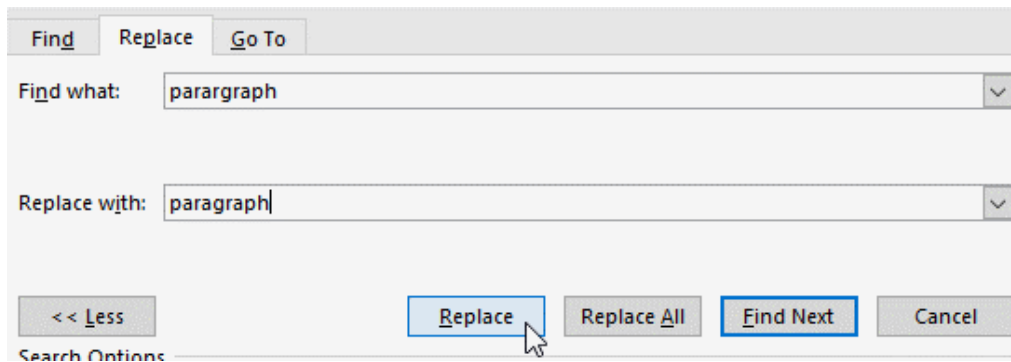 Find Replace Go To
Find what: parargraph
Replace with: paragraph
<< Less Replace Replace All Find Next Cancel
Search Options